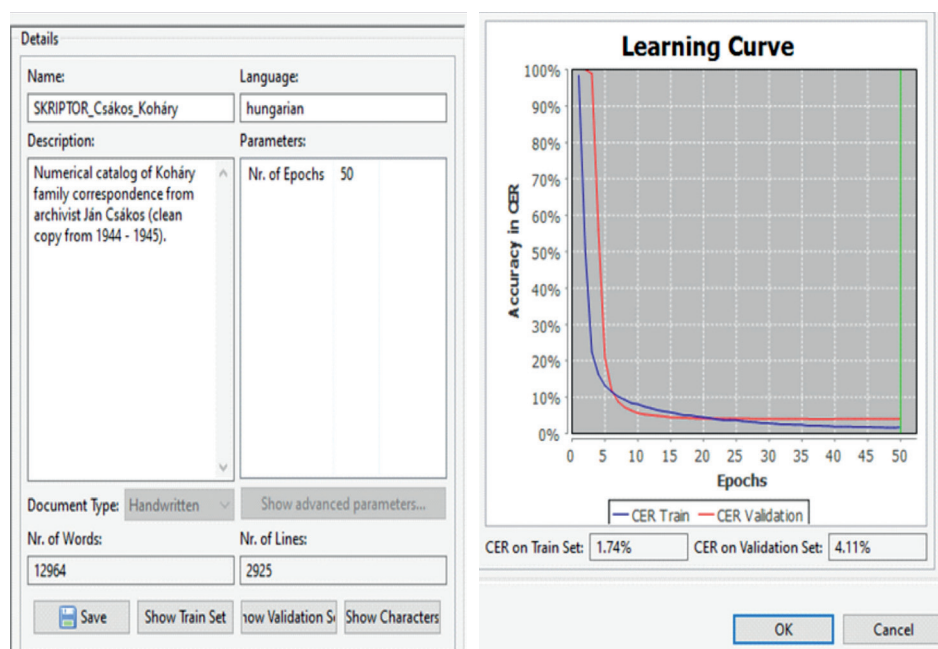 Details
Name:
Language:
SKRIPTOR_Csákos_Koháry
hungarian
Description:
Parameters:
Numerical catalog of Koháry
family correspondence from
archivist Ján Csákos (clean
copy from 1944 - 1945).
Nr. of Epochs 50
Document Type: Handwritten
Show advanced parameters...
Nr. of Words:
Nr. of Lines:
12964
2925
Save
Show Train Set
how Validation S
Show Characters
Learning Curve
Accuracy in CER
100%
90%
80%
70%
60%
50%
40%
30%
20%
10%
0%
0 5 10 15 20 25 30 35 40 45 50
Epochs
CER Train CER Validation
CER on Train Set: 1.74%
CER on Validation Set: 4.11%
OK
Cancel